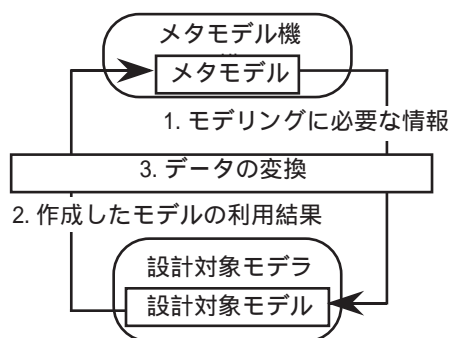 メタモデル機
メタモデル
1. モデリングに必要な情報
3. データの変換
2. 作成したモデルの利用結果
設計対象モデラ
設計対象モデル